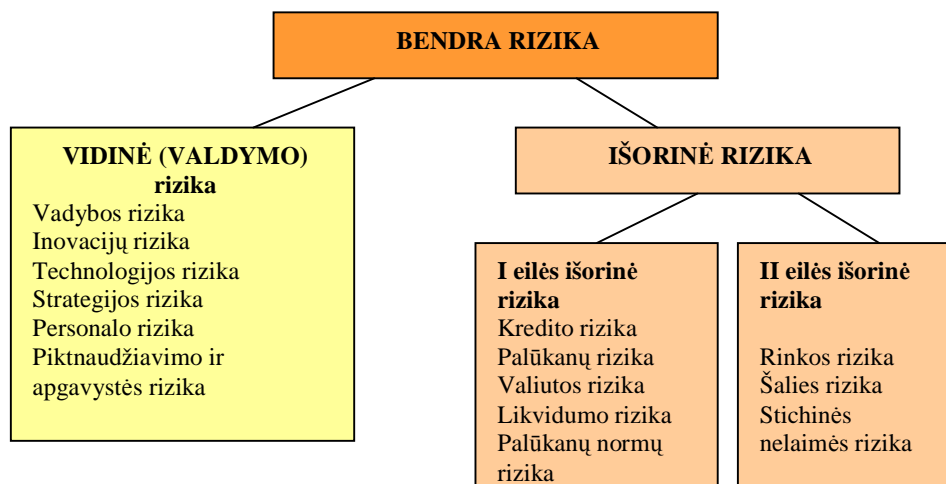 BENDRA RIZIKA
VIDINĖ (VALDYMO)
rizika
Vadybos rizika
Inovacijų rizika
Technologijos rizika
Strategijos rizika
Personalo rizika
Piktnaudžiavimo ir
apgavystės rizika
IŠORINĖ RIZIKA
I eilės išorinė
rizika
Kredito rizika
Palūkanų rizika
Valiutos rizika
Likvidumo rizika
Palūkanų normų
rizika
II eilės išorinė
rizika
Rinkos rizika
Šalies rizika
Stichinės
nelaimės rizika